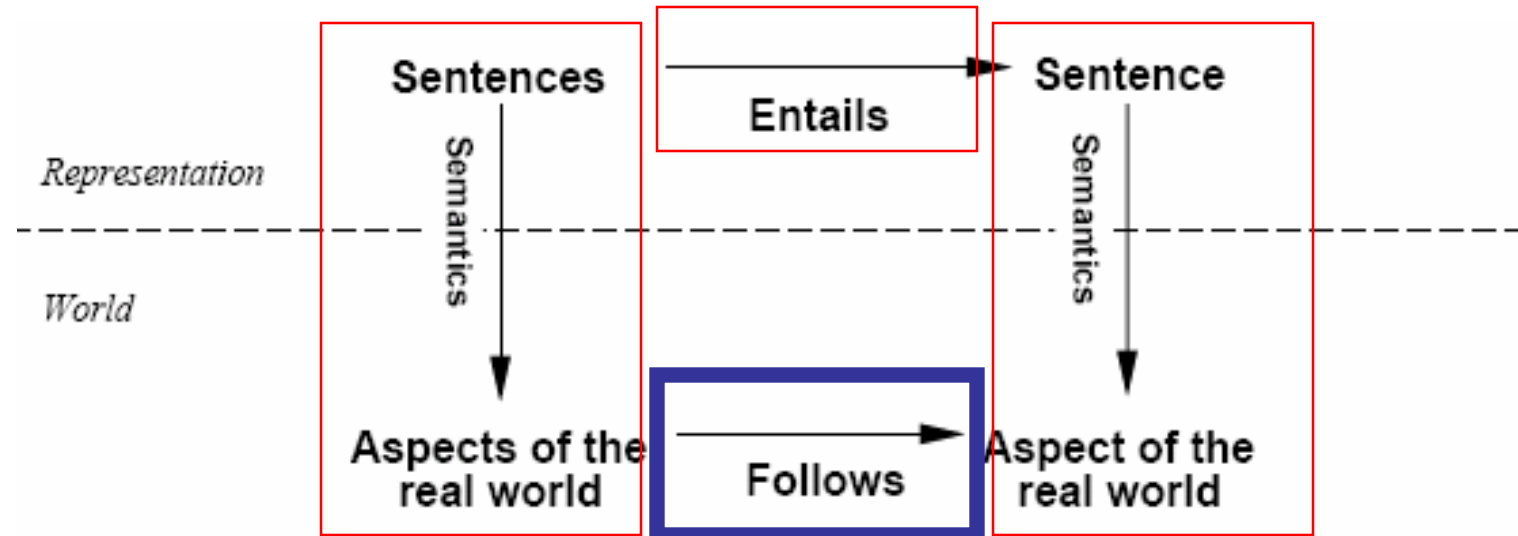 Sentences
Entails
Sentence
Representation
Semantics
Semantics
World
Aspects of the
real world
Follows
Aspect of the
real world